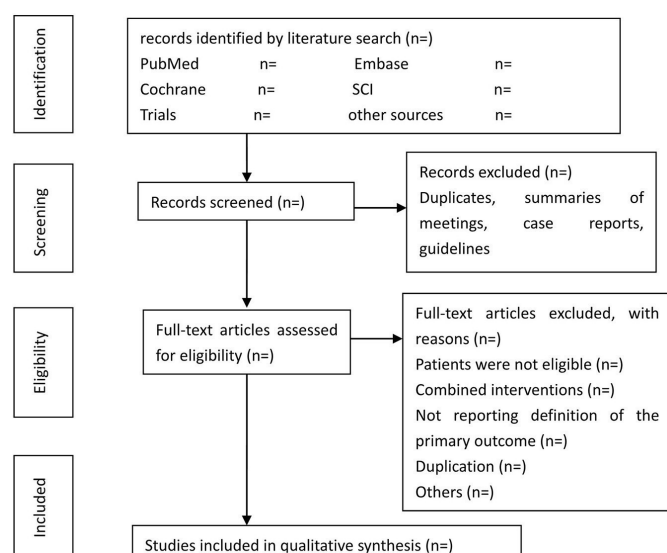 Identification
records identified by literature search (n=)
PubMed n= Embase n=
Cochrane n= SCI n=
Trials n= other sources n=
Screening
Records screened (n=)
Records excluded (n=)
Duplicates, summaries of
meetings, case reports,
guidelines
Eligibility
Full-text articles assessed
for eligibility (n=)
Full-text articles excluded, with
reasons (n=)
Patients were not eligible (n=)
Combined interventions (n=)
Not reporting definition of the
primary outcome (n=)
Duplication (n=)
Others (n=)
Included
Studies included in qualitative synthesis (n=)